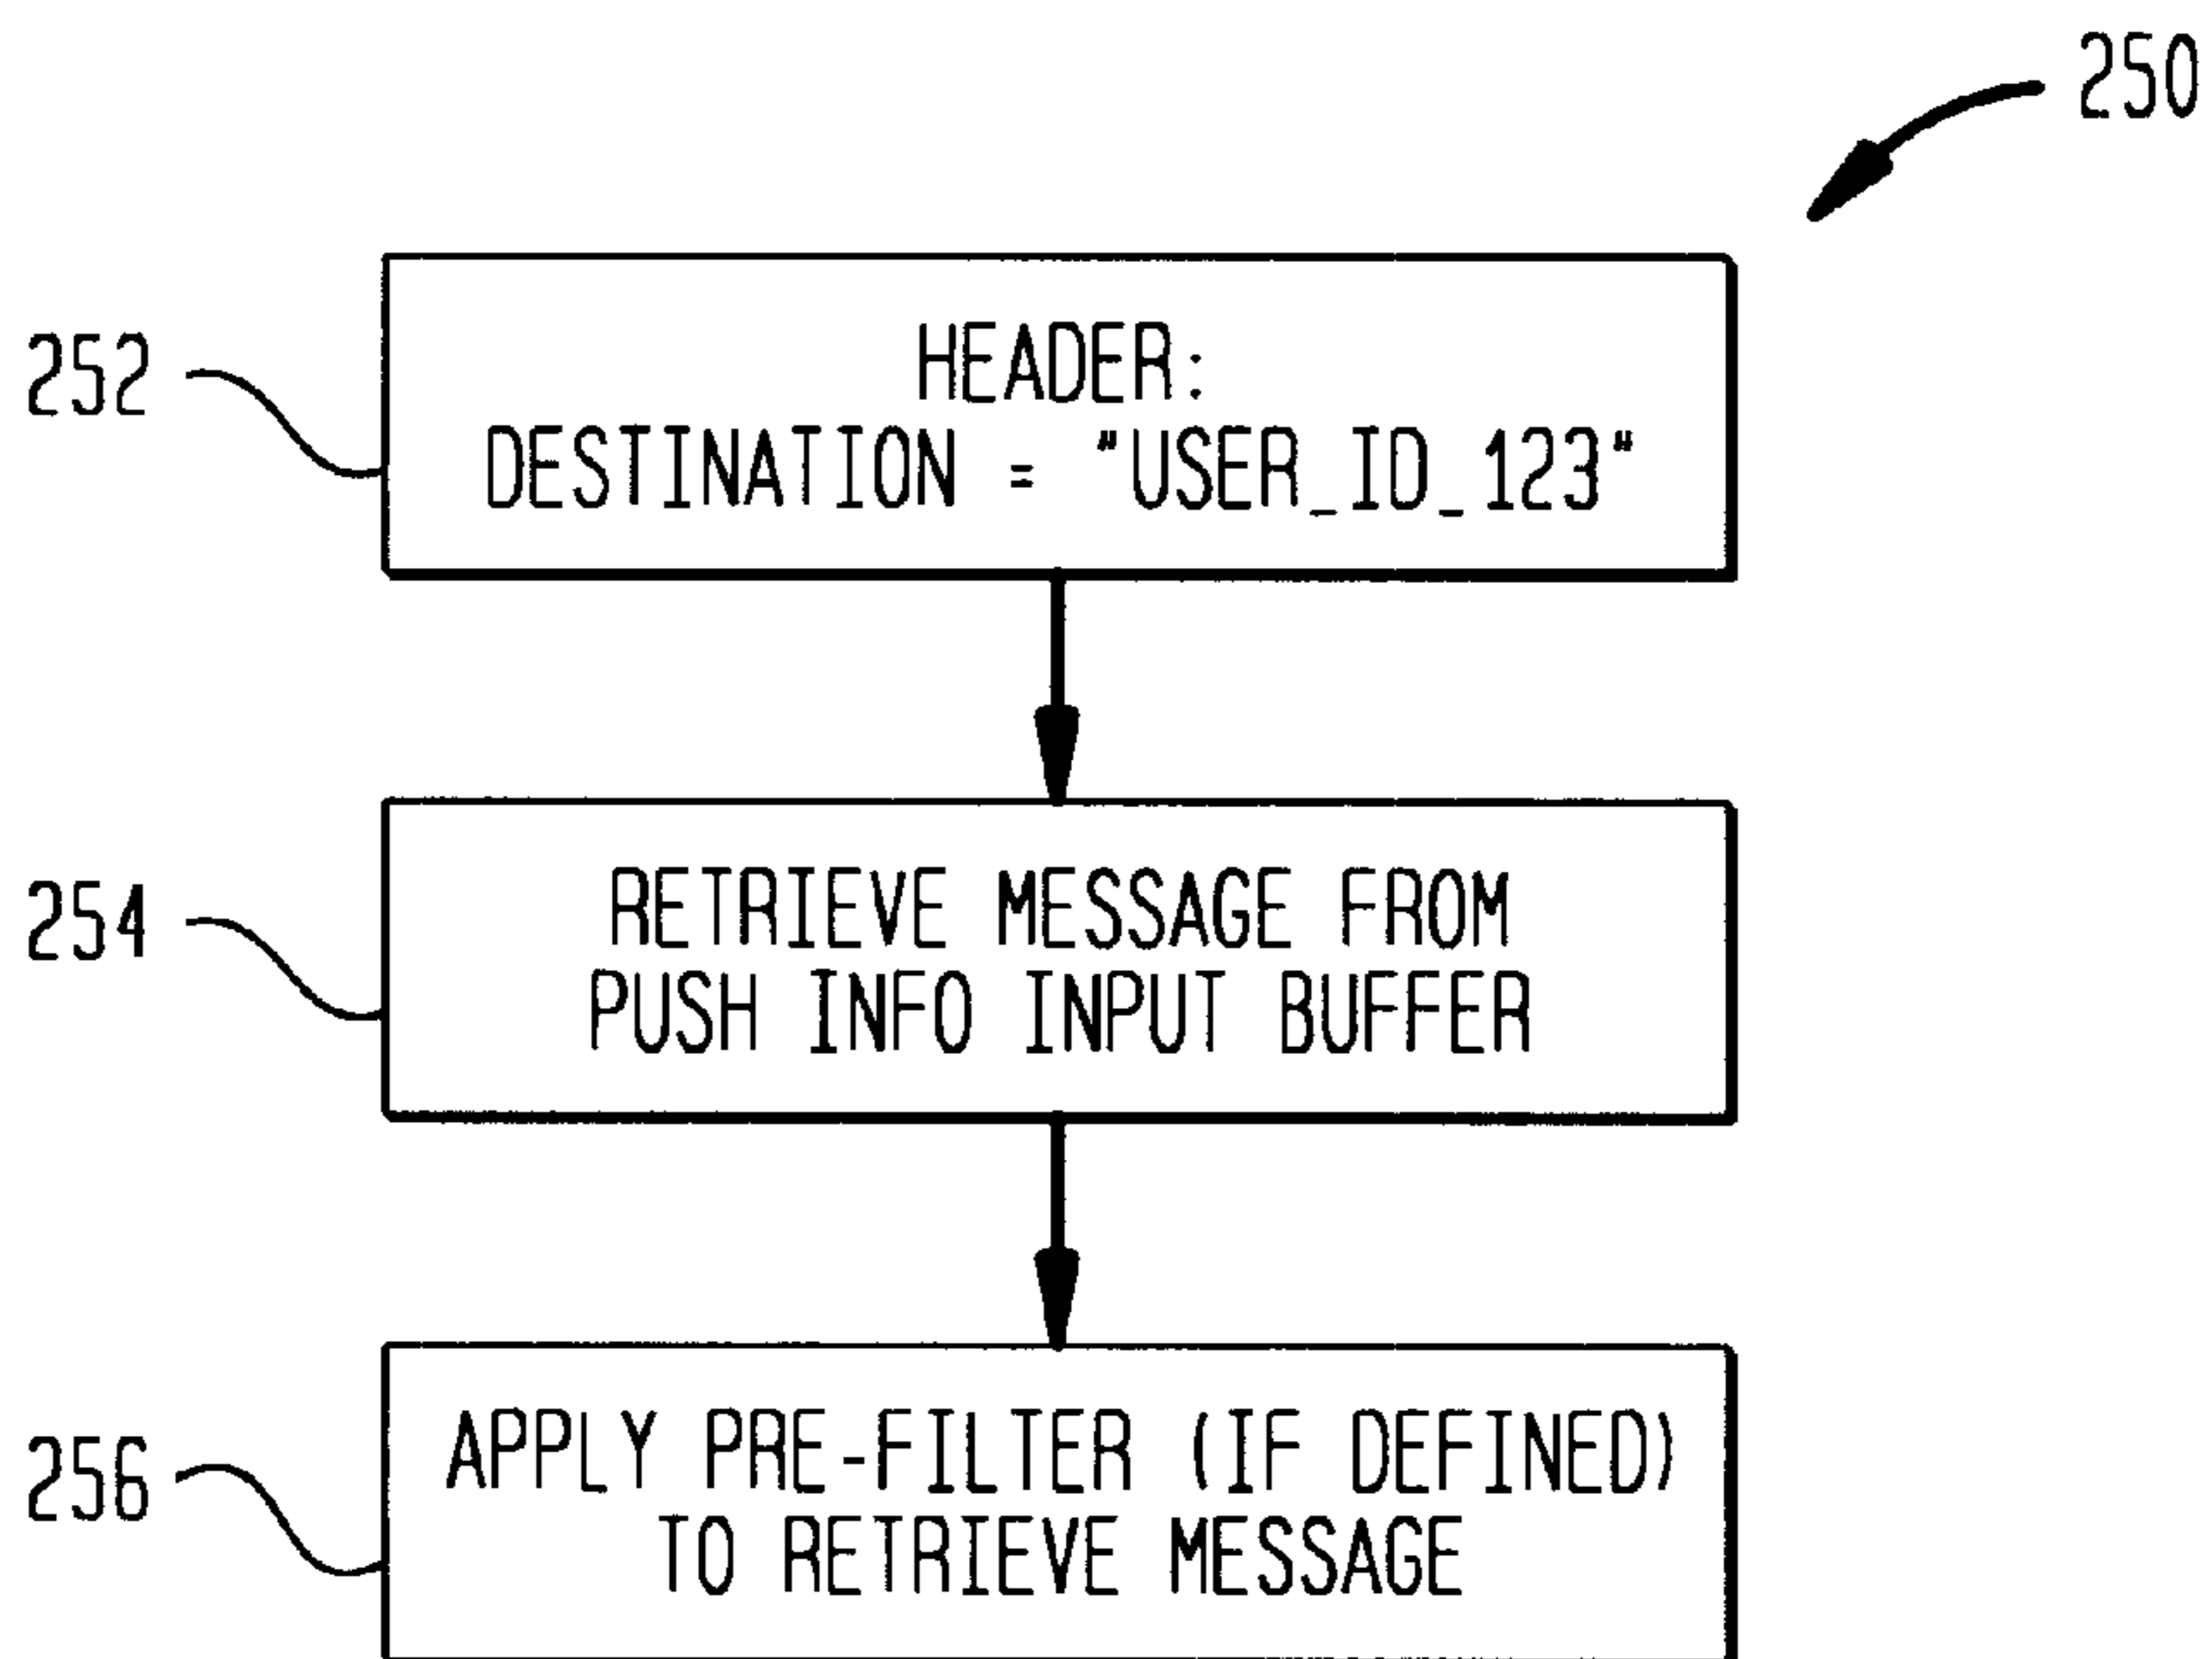 250
252
HEADER:
DESTINATION = "USER_ID_123"
254
RETRIEVE MESSAGE FROM
PUSH INFO INPUT BUFFER
256
APPLY PRE-FILTER (IF DEFINED)
TO RETRIEVE MESSAGE